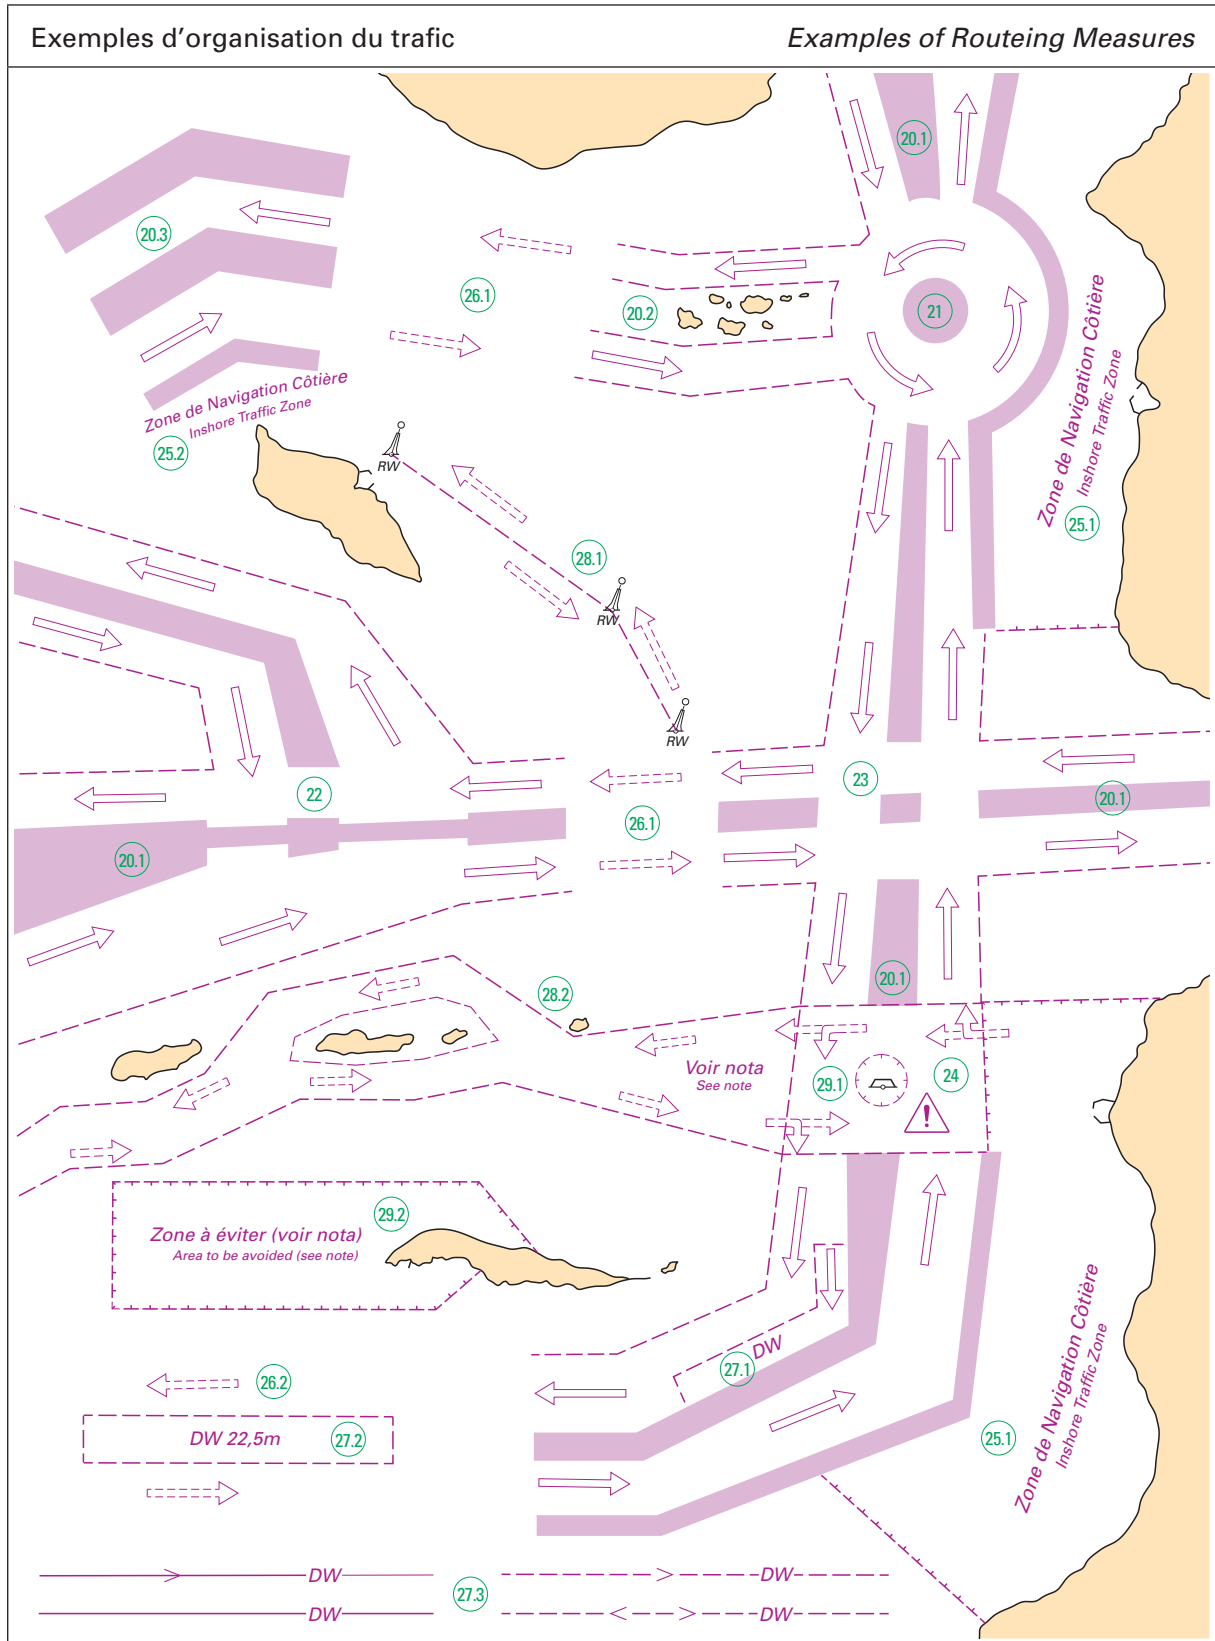 Exemples d'organisation du trafic
Examples of Routeing Measures
20.1
20.3
26.1
20.2
21
Zone de Navigation Côtière
Inshore Traffic Zone
25.2
RW
Zone de Navigation Côtière
Inshore Traffic Zone
25.1
28.1
RW
RW
22
23
20.1
26.1
20.1
20.1
28.2
Voir nota
See note
29.1
24
!
29.2
Zone à éviter (voir nota)
Area to be avoided (see note)
DW
27.1
26.2
DW 22,5m
27.2
25.1
Zone de Navigation Côtière
Inshore Traffic Zone
DW
DW
27.3
DW
DW